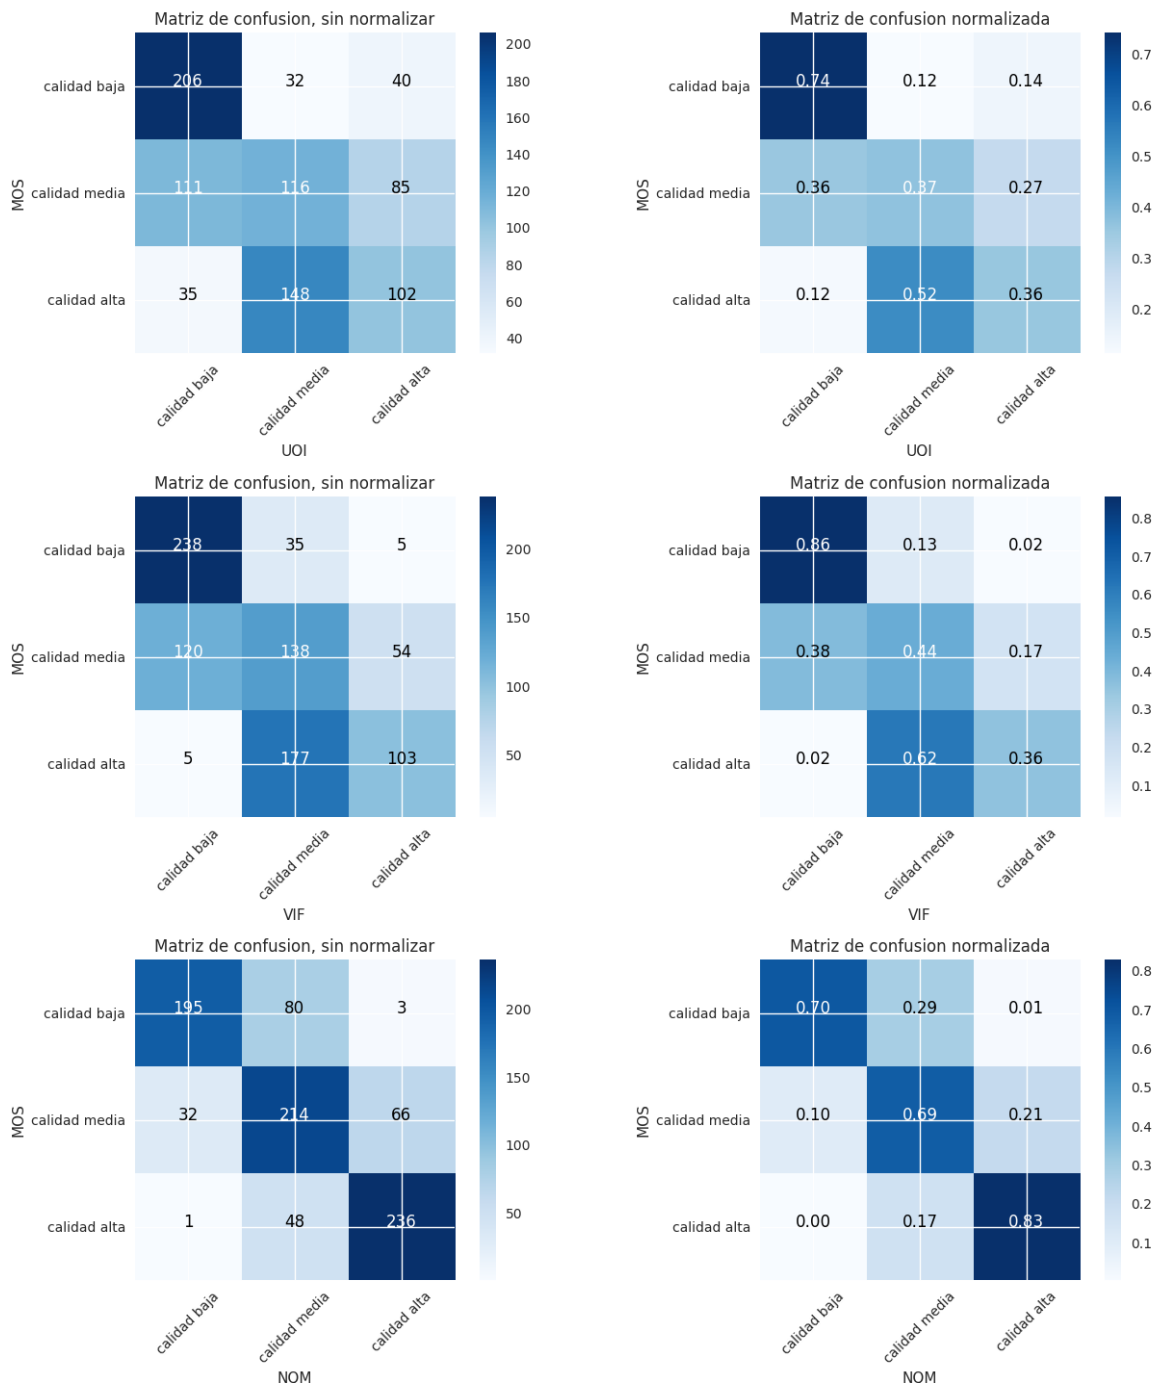 Matriz de confusion, sin normalizar
calidad baja
206 32 40
calidad media
111 116 85
calidad alta
35 148 102
MOS
calidad baja
calidad media
calidad alta
UOI
200
180
160
140
120
100
80
60
40
Matriz de confusion normalizada
calidad baja
0.74 0.12 0.14
calidad media
0.36 0.37 0.27
calidad alta
0.12 0.52 0.36
MOS
calidad baja
calidad media
calidad alta
UOI
0.7
0.6
0.5
0.4
0.3
0.2
Matriz de confusion, sin normalizar
calidad baja
238 35 5
calidad media
120 138 54
calidad alta
5 177 103
MOS
calidad baja
calidad media
calidad alta
VIF
200
150
100
50
Matriz de confusion normalizada
calidad baja
0.86 0.13 0.02
calidad media
0.38 0.44 0.17
calidad alta
0.02 0.62 0.36
MOS
calidad baja
calidad media
calidad alta
VIF
0.8
0.7
0.6
0.5
0.4
0.3
0.2
0.1
Matriz de confusion, sin normalizar
calidad baja
195 80 3
calidad media
32 214 66
calidad alta
1 48 236
MOS
calidad baja
calidad media
calidad alta
NOM
200
150
100
50
Matriz de confusion normalizada
calidad baja
0.70 0.29 0.01
calidad media
0.10 0.69 0.21
calidad alta
0.00 0.17 0.83
MOS
calidad baja
calidad media
calidad alta
NOM
0.8
0.7
0.6
0.5
0.4
0.3
0.2
0.1